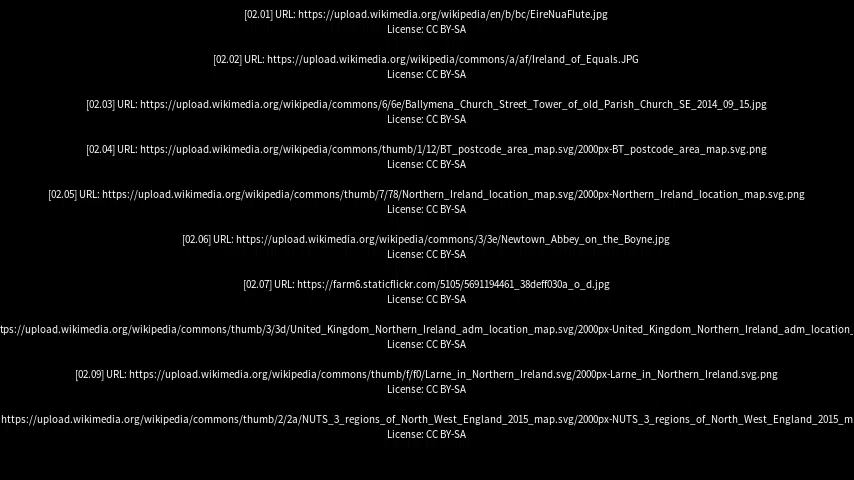 [02.01] URL: https://upload.wikimedia.org/wikipedia/en/b/bc/EireNuaFlute.jpg
License: CC BY-SA
[02.02] URL: https://upload.wikimedia.org/wikipedia/commons/a/af/Ireland_of_Equals.JPG
License: CC BY-SA
[02.03] URL: https://upload.wikimedia.org/wikipedia/commons/6/6e/Ballymena_Church_Street_Tower_of_old_Parish_Church_SE_2014_09_15.jpg
License: CC BY-SA
[02.04] URL: https://upload.wikimedia.org/wikipedia/commons/thumb/1/12/BT_postcode_area_map.svg/2000px-BT_postcode_area_map.svg.png
License: CC BY-SA
[02.05] URL: https://upload.wikimedia.org/wikipedia/commons/thumb/7/78/Northern_Ireland_location_map.svg/2000px-Northern_Ireland_location_map.svg.png
License: CC BY-SA
[02.06] URL: https://upload.wikimedia.org/wikipedia/commons/3/3e/Newtown_Abbey_on_the_Boyne.jpg
License: CC BY-SA
[02.07] URL: https://farm6.staticflickr.com/5105/5691194461_38deff030a_o_d.jpg
License: CC BY-SA
tps://upload.wikimedia.org/wikipedia/commons/thumb/3/3d/United_Kingdom_Northern_Ireland_adm_location_map.svg/2000px-United_Kingdom_Northern_Ireland_adm_location_
License: CC BY-SA
[02.09] URL: https://upload.wikimedia.org/wikipedia/commons/thumb/f/f0/Larne_in_Northern_Ireland.svg/2000px-Larne_in_Northern_Ireland.svg.png
License: CC BY-SA
https://upload.wikimedia.org/wikipedia/commons/thumb/2/2a/NUTS_3_regions_of_North_West_England_2015_map.svg/2000px-NUTS_3_regions_of_North_West_England_2015_m
License: CC BY-SA